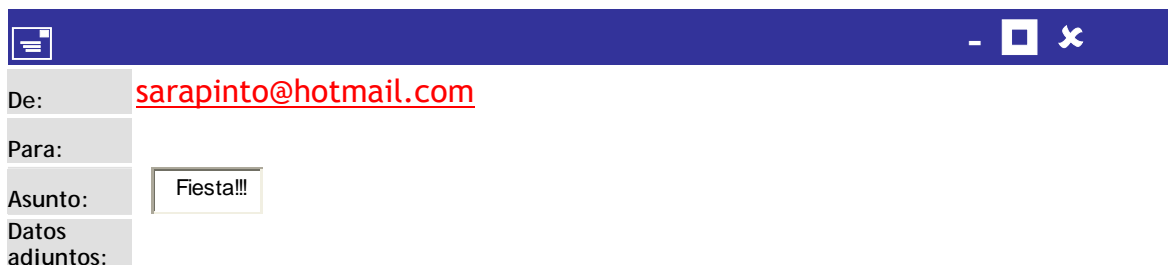 De: sarapinto@hotmail.com
Para:
Asunto: Fiesta!!!
Datos
adjuntos: